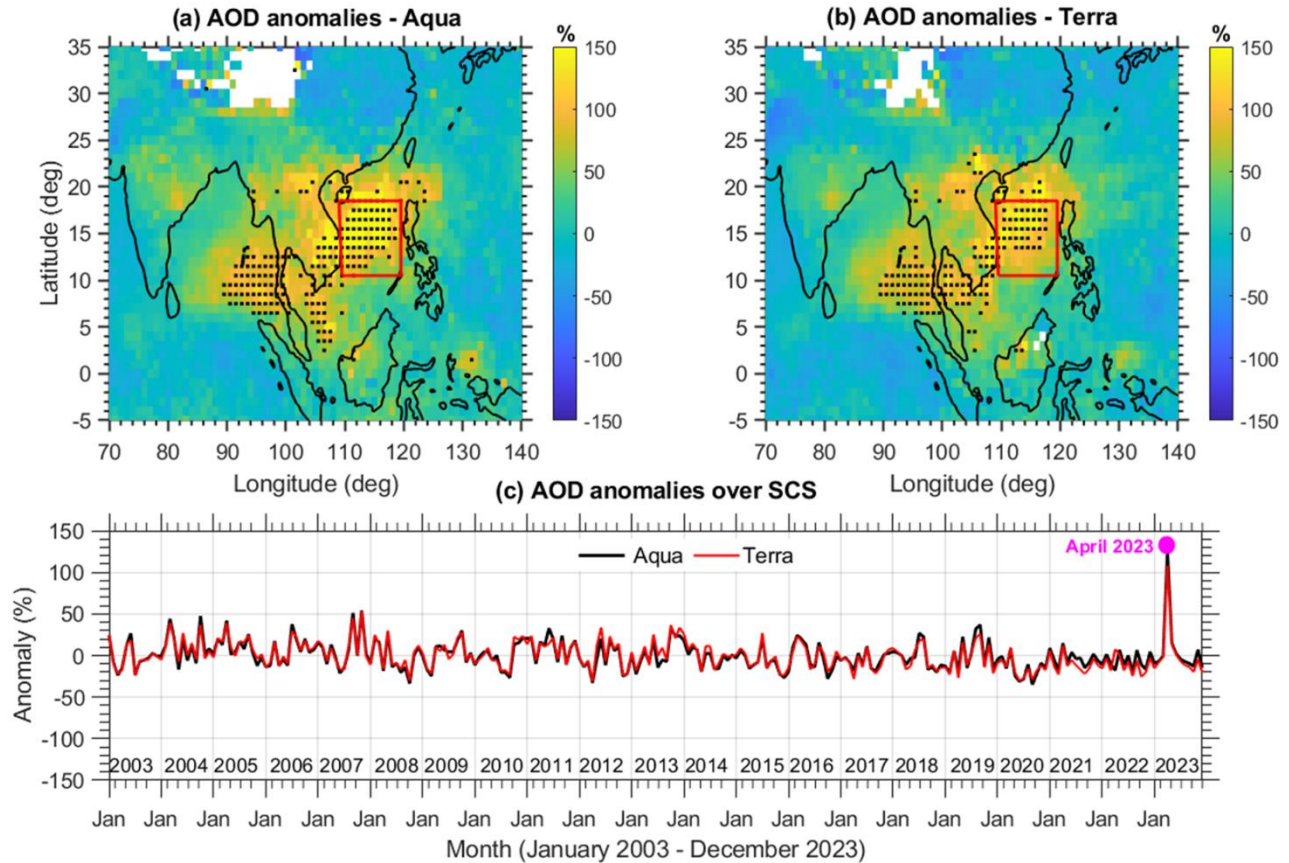 (a) AOD anomalies - Aqua
(b) AOD anomalies - Terra
%
%
35
30
25
20
15
10
5
0
-5
Latitude (deg)
150
100
50
0
-50
-100
-150
35
30
25
20
15
10
5
0
-5
150
100
50
0
-50
-100
-150
70 80 90 100 110 120 130 140
70 80 90 100 110 120 130 140
Longitude (deg)
Longitude (deg)
(c) AOD anomalies over SCS
150
100
50
0
-50
-100
-150
Anomaly (%)
Aqua Terra
April 2023
2003 2004 2005 2006 2007 2008 2009 2010 2011 2012 2013 2014 2015 2016 2017 2018 2019 2020 2021 2022 2023
Jan Jan Jan Jan Jan Jan Jan Jan Jan Jan Jan Jan Jan Jan Jan Jan Jan Jan Jan Jan Jan
Month (January 2003 - December 2023)